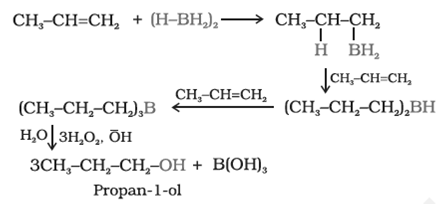 CH₃–CH=CH₂ + (H–BH₂)₂ ⟶ CH₃–CH–CH₂
H BH₂
↓ CH₃–CH=CH₂
(CH₃–CH₂–CH₂)₃B ⟵ CH₃–CH=CH₂ (CH₃–CH₂–CH₂)₂BH
H₂O ↓ 3H₂O₂, ŌH
3CH₃–CH₂–CH₂–OH + B(OH)₃
Propan-1-ol